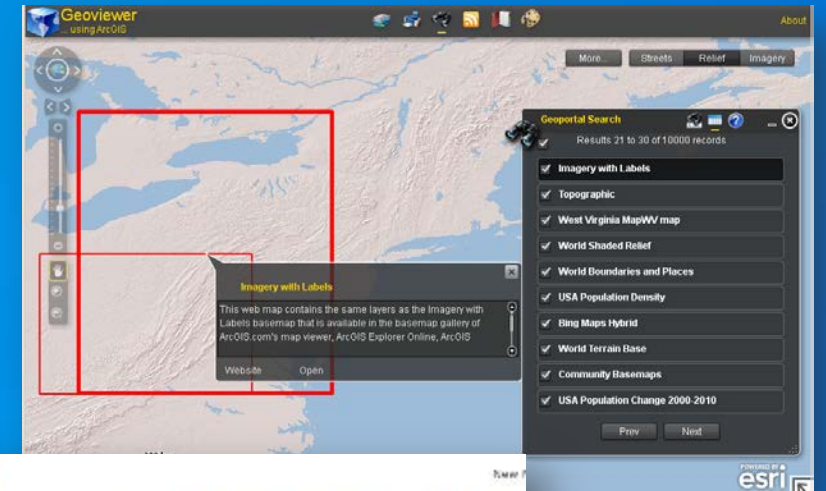 Geoviewer
... using ArcGIS
About
More...
Streets
Relief
Imagery
Geoportal Search
Results 21 to 30 of 10000 records
Imagery with Labels
Topographic
West Virginia MapWV map
World Shaded Relief
World Boundaries and Places
USA Population Density
Bing Maps Hybrid
World Terrain Base
Community Basemaps
USA Population Change 2000-2010
Prev
Next
Imagery with Labels
This web map contains the same layers as the Imagery with
Labels basemap that is available in the basemap gallery of
ArcGIS.com's map viewer, ArcGIS Explorer Online, ArcGIS
Website
Open
POWERED BY
esri
New